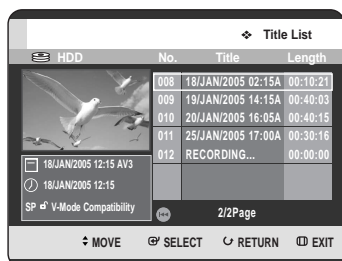 ❖ Title List
HDD No. Title Length
008 18/JAN/2005 02:15A 00:10:21
009 19/JAN/2005 14:15A 00:40:03
010 20/JAN/2005 16:05A 00:40:15
011 25/JAN/2005 17:00A 00:30:16
012 RECORDING... 00:00:00
18/JAN/2005 12:15 AV3
18/JAN/2005 12:15
SP V-Mode Compatibility
2/2Page
MOVE SELECT RETURN EXIT